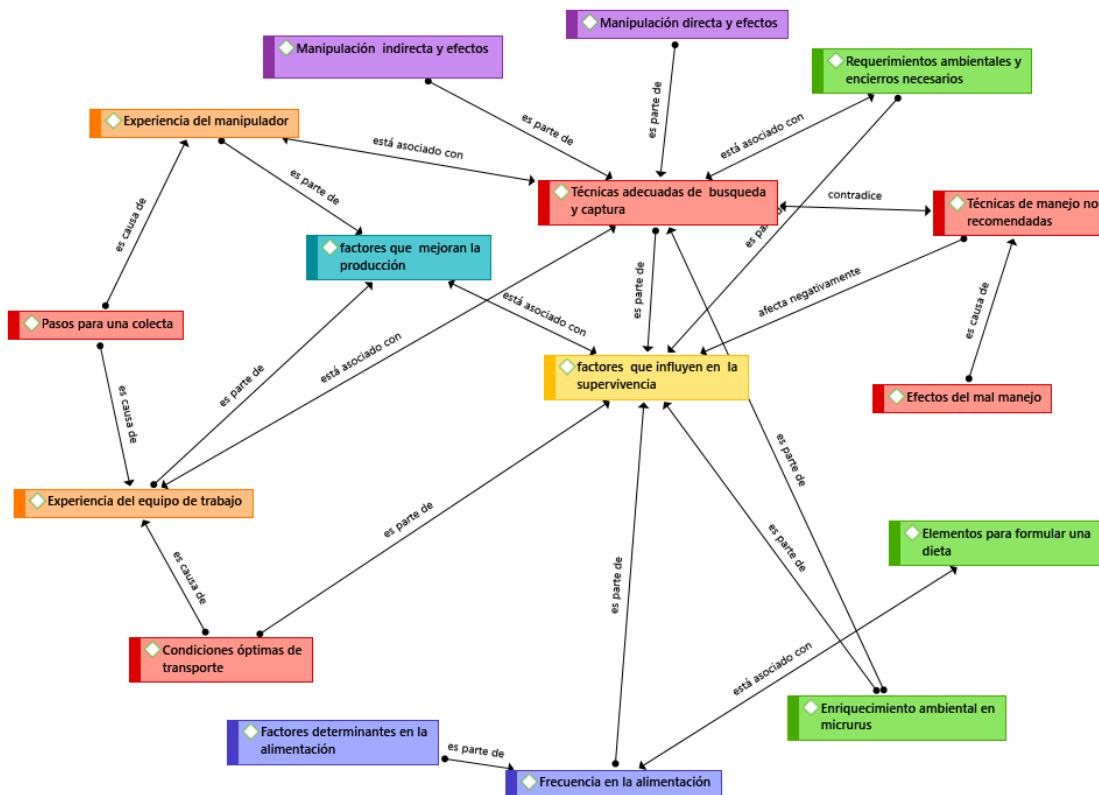 Manipulación directa y efectos
Manipulación  indirecta y efectos
Requerimientos ambientales y
encierros necesarios
es parte de
es parte de
Experiencia del manipulador
está asociado con
está asociado con
es parte de
es causa de
Técnicas adecuadas de  busqueda
y captura
contradice
Técnicas de manejo no
recomendadas
es parte de
factores que  mejoran la
producción
es parte de
está asociado con
afecta negativamente
es causa de
Pasos para una colecta
está asociado con
es parte de
es causa de
factores  que influyen en  la
supervivencia
Efectos del mal manejo
es parte de
Experiencia del equipo de trabajo
es parte de
es parte de
es causa de
es parte de
Elementos para formular una
dieta
Condiciones óptimas de
transporte
está asociado con
Enriquecimiento ambiental en
micrurus
Factores determinantes en la
alimentación
es parte de
Frecuencia en la alimentación